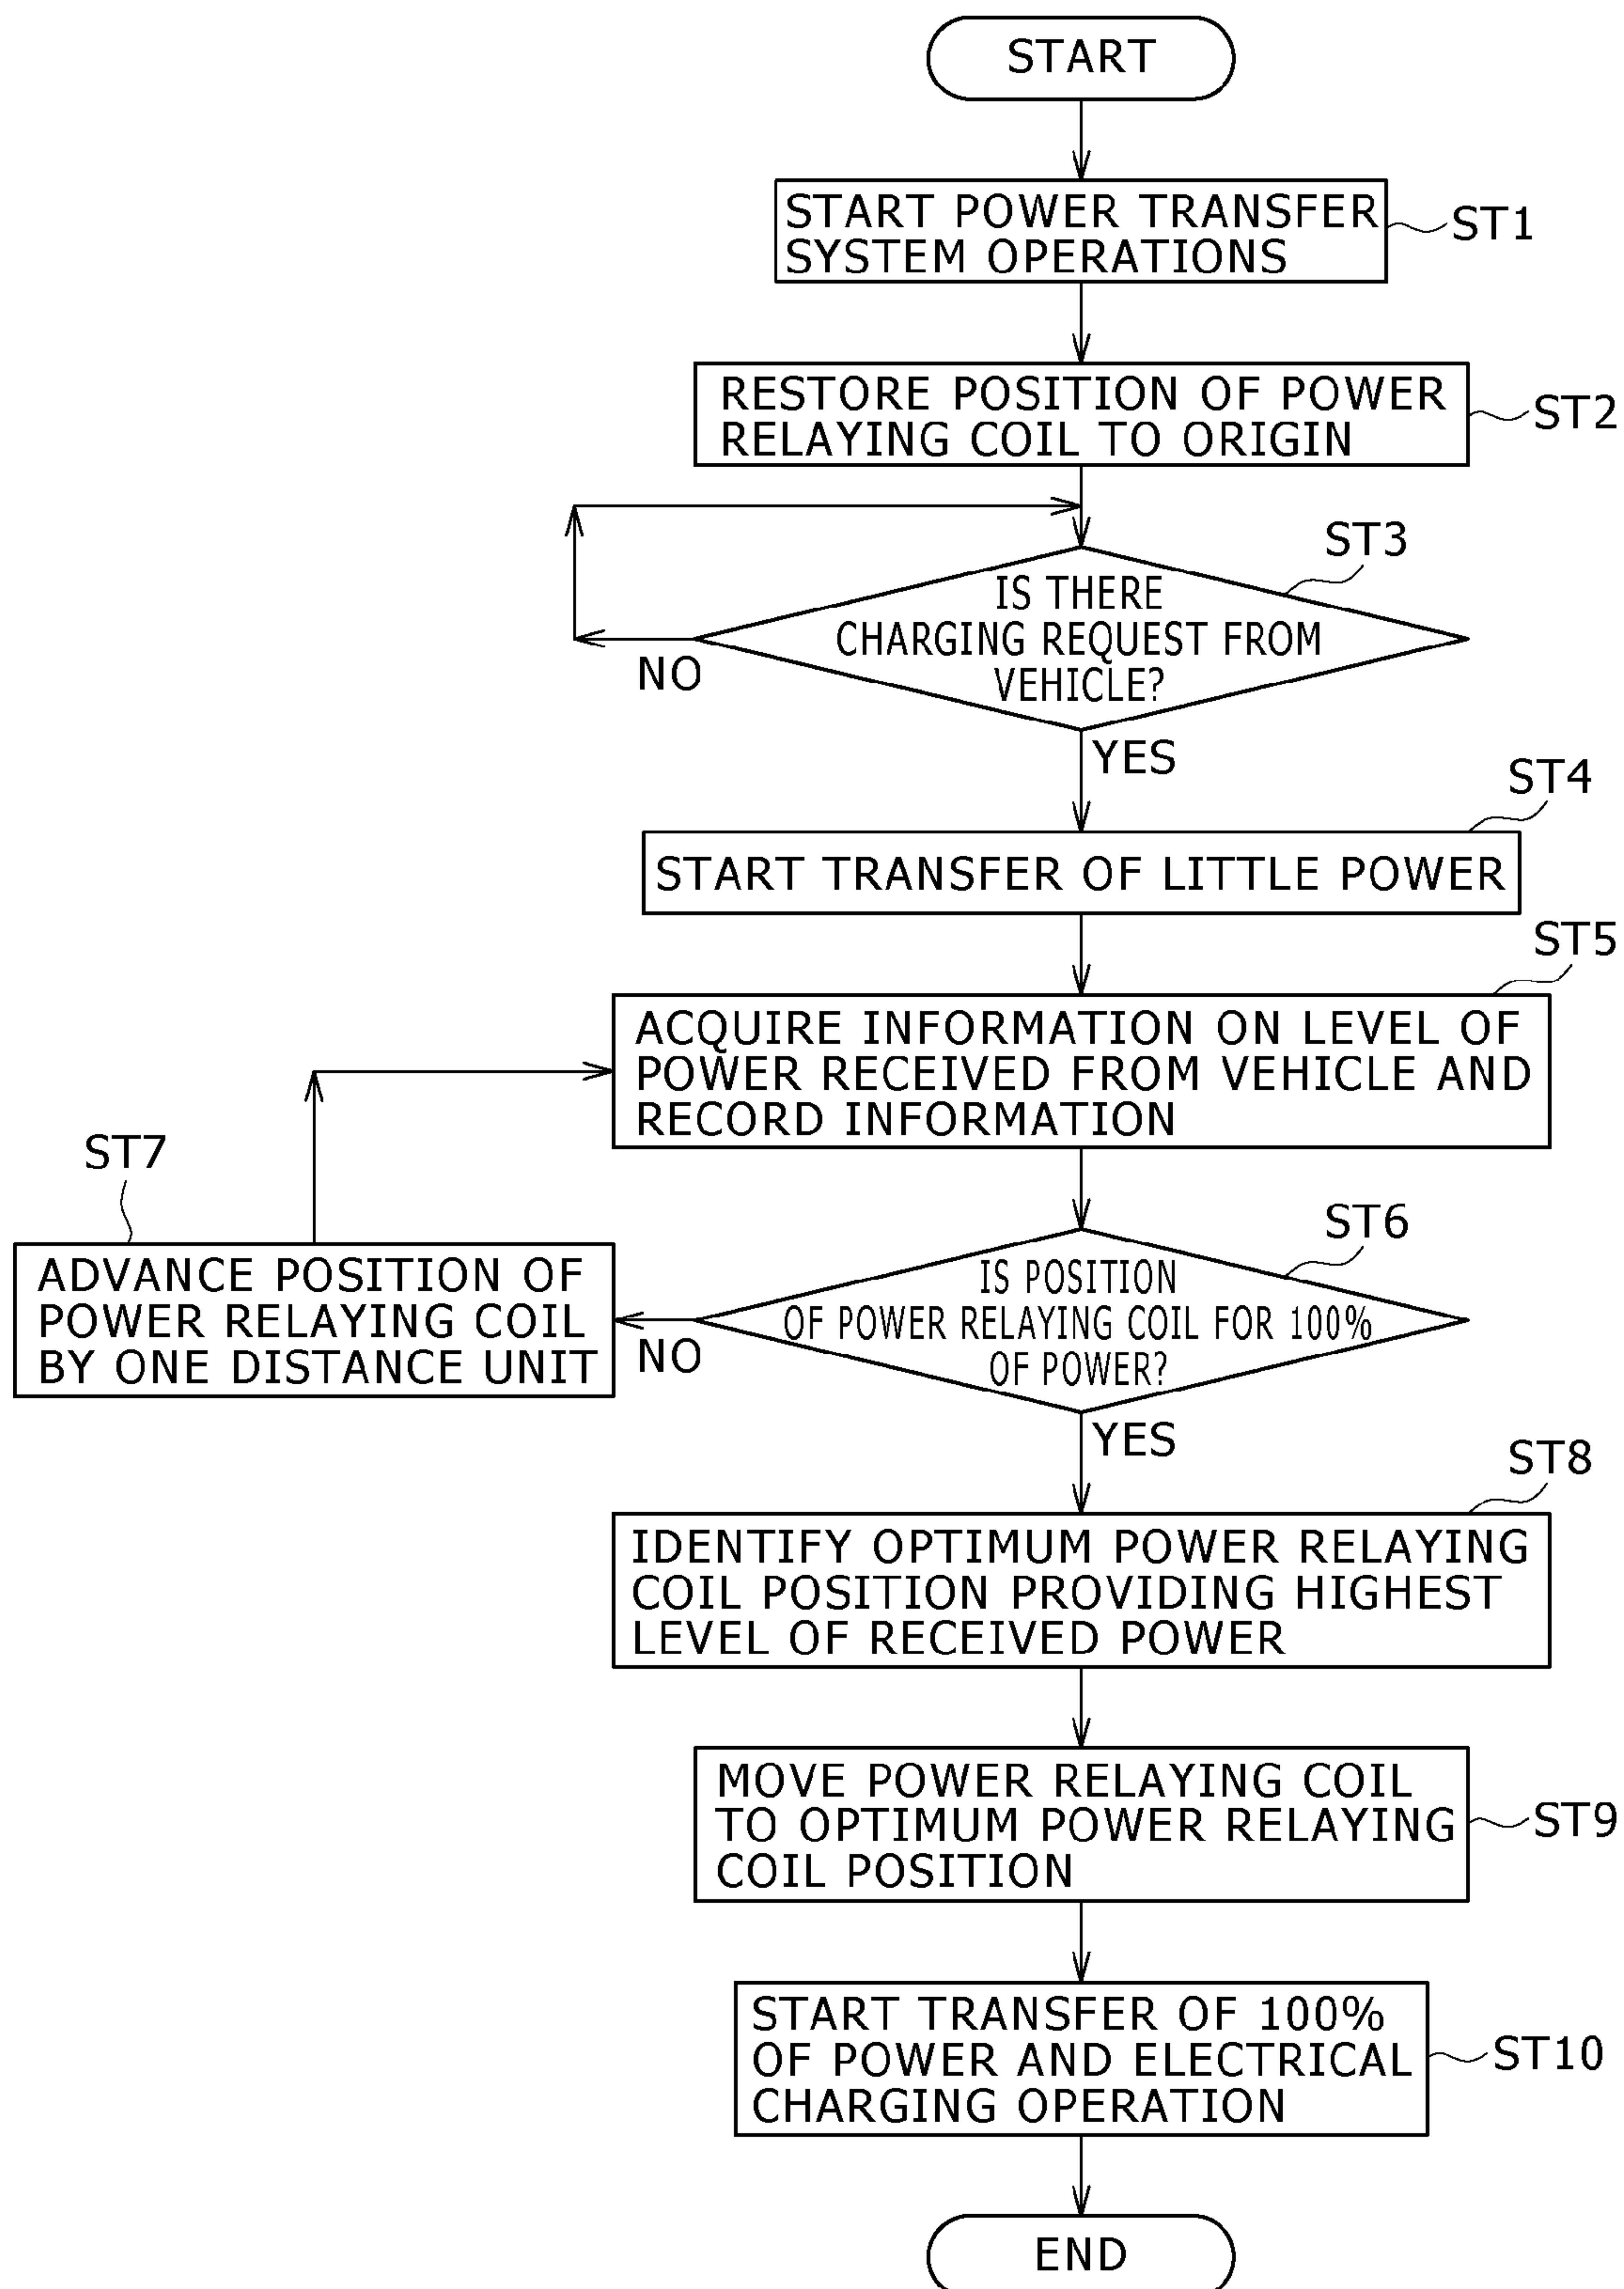 START
START POWER TRANSFER
SYSTEM OPERATIONS
ST1
RESTORE POSITION OF POWER
RELAYING COIL TO ORIGIN
ST2
ST3
IS THERE
CHARGING REQUEST FROM
VEHICLE?
NO
YES
ST4
START TRANSFER OF LITTLE POWER
ST5
ACQUIRE INFORMATION ON LEVEL OF
POWER RECEIVED FROM VEHICLE AND
RECORD INFORMATION
ST7
ADVANCE POSITION OF
POWER RELAYING COIL
BY ONE DISTANCE UNIT
ST6
IS POSITION
OF POWER RELAYING COIL FOR 100%
OF POWER?
NO
YES
ST8
IDENTIFY OPTIMUM POWER RELAYING
COIL POSITION PROVIDING HIGHEST
LEVEL OF RECEIVED POWER
MOVE POWER RELAYING COIL
TO OPTIMUM POWER RELAYING
COIL POSITION
ST9
START TRANSFER OF 100%
OF POWER AND ELECTRICAL
CHARGING OPERATION
ST10
END